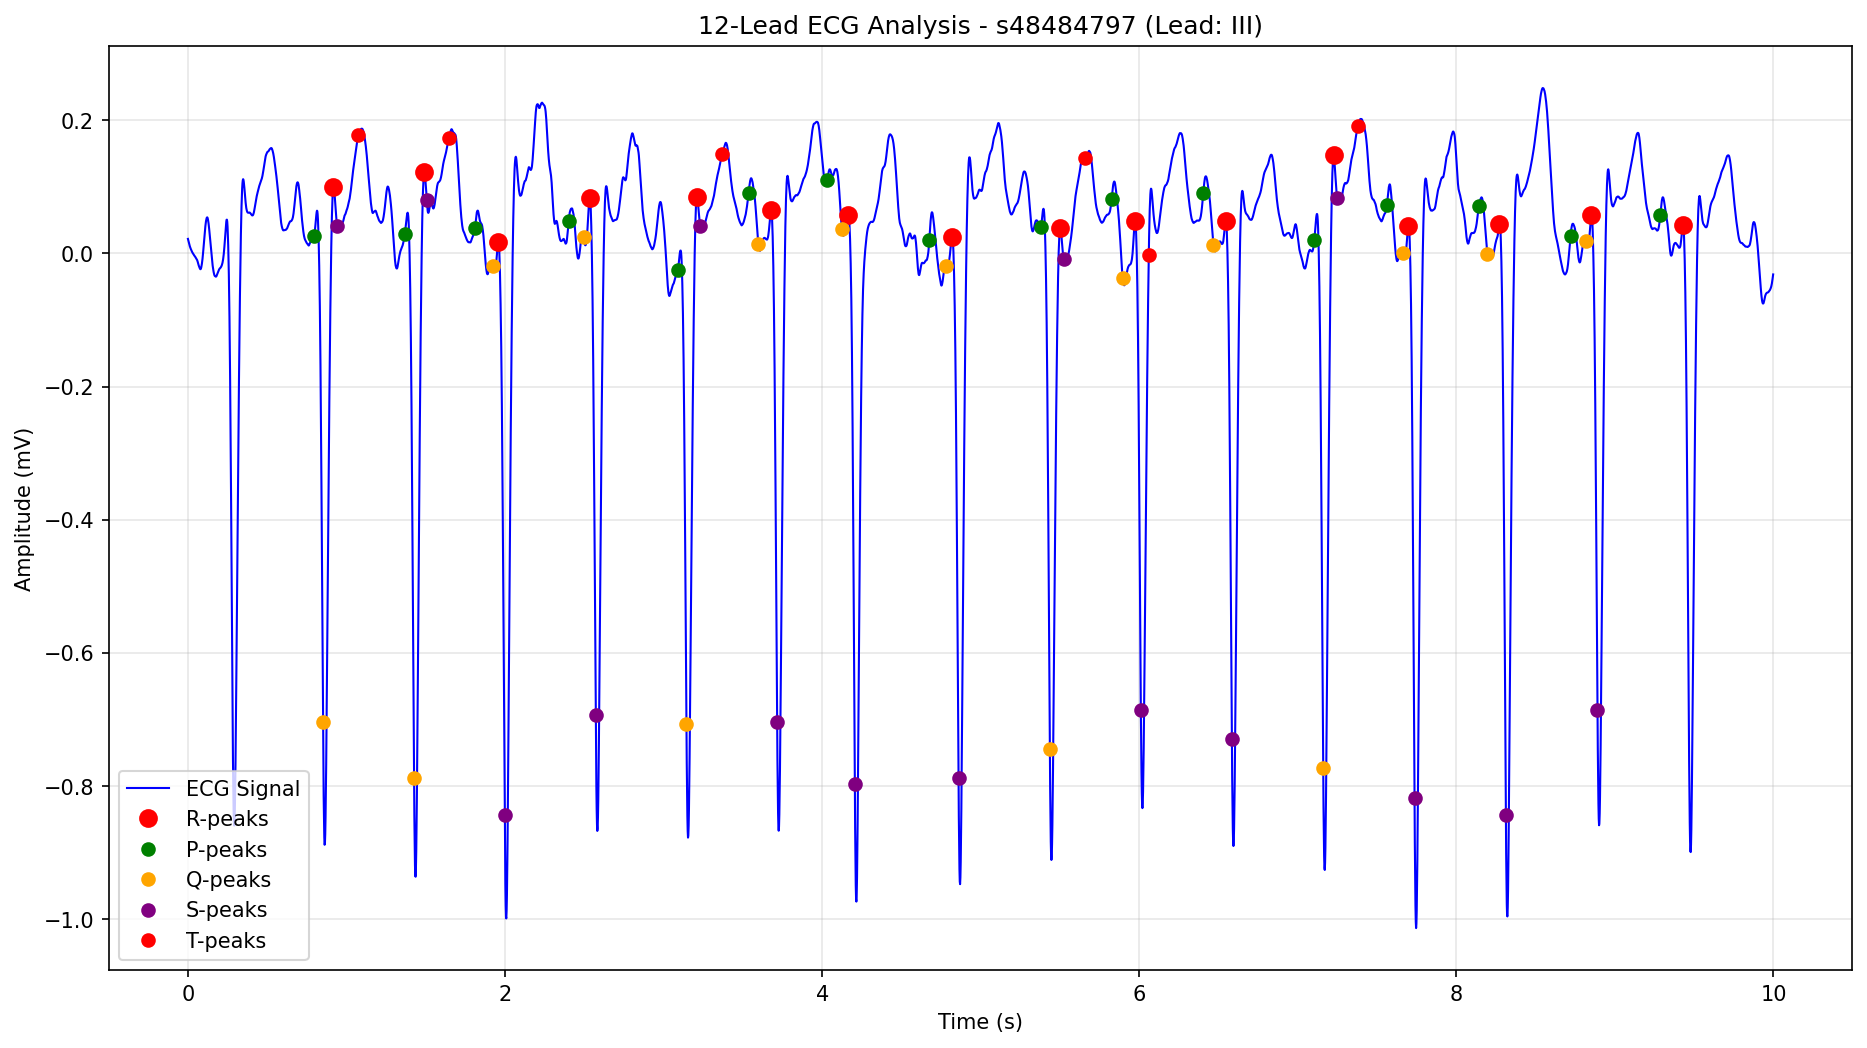 12-Lead ECG Analysis - s48484797 (Lead: III)
Amplitude (mV)
0.2
0.0
−0.2
−0.4
−0.6
−0.8
−1.0
ECG Signal
R-peaks
P-peaks
Q-peaks
S-peaks
T-peaks
0 2 4 6 8 10
Time (s)